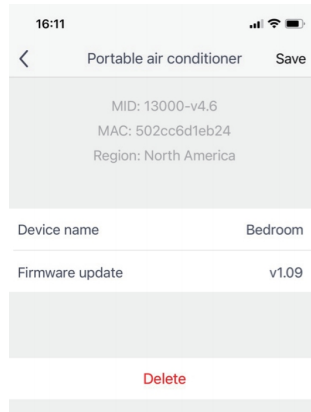 16:11
Portable air conditioner Save
MID: 13000-v4.6
MAC: 502cc6d1eb24
Region: North America
Device name Bedroom
Firmware update v1.09
Delete